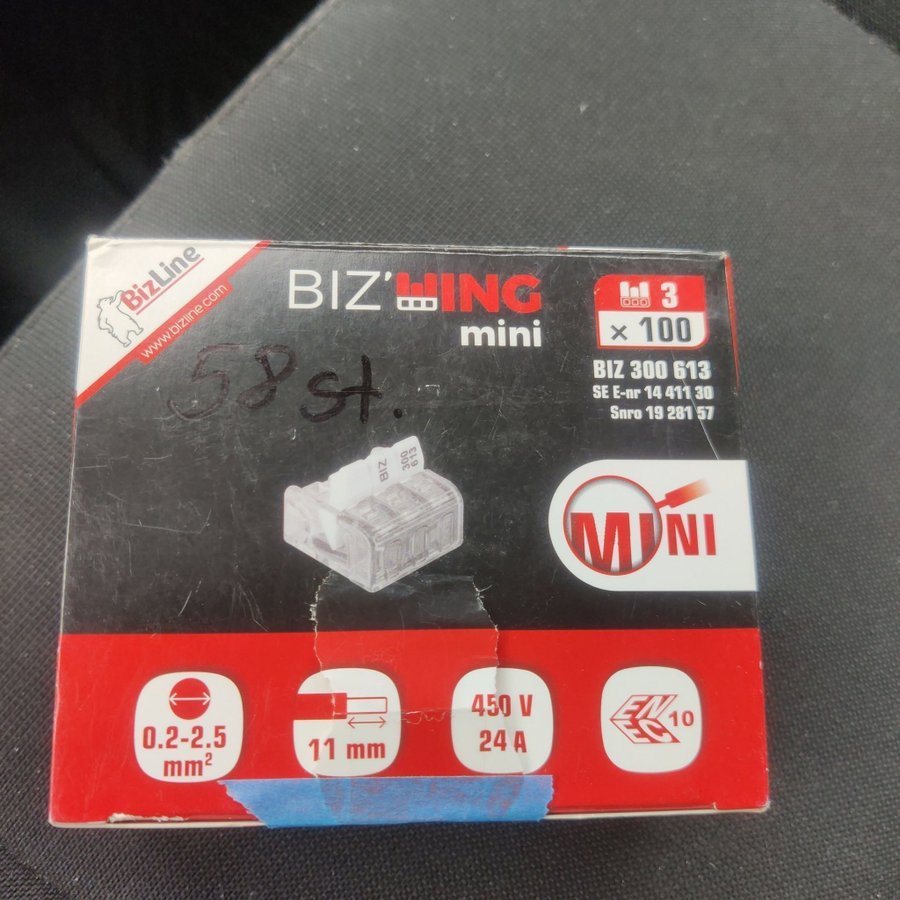 BizLine
www.bizline.com
BIZ'WING
mini
3
x 100
BIZ 300 613
SE E-nr 14 411 30
Snro 19 281 57
58 st.
BIZ 300
613
MINI
0.2-2.5
mm²
11 mm
450 V
24 A
ENEC 10